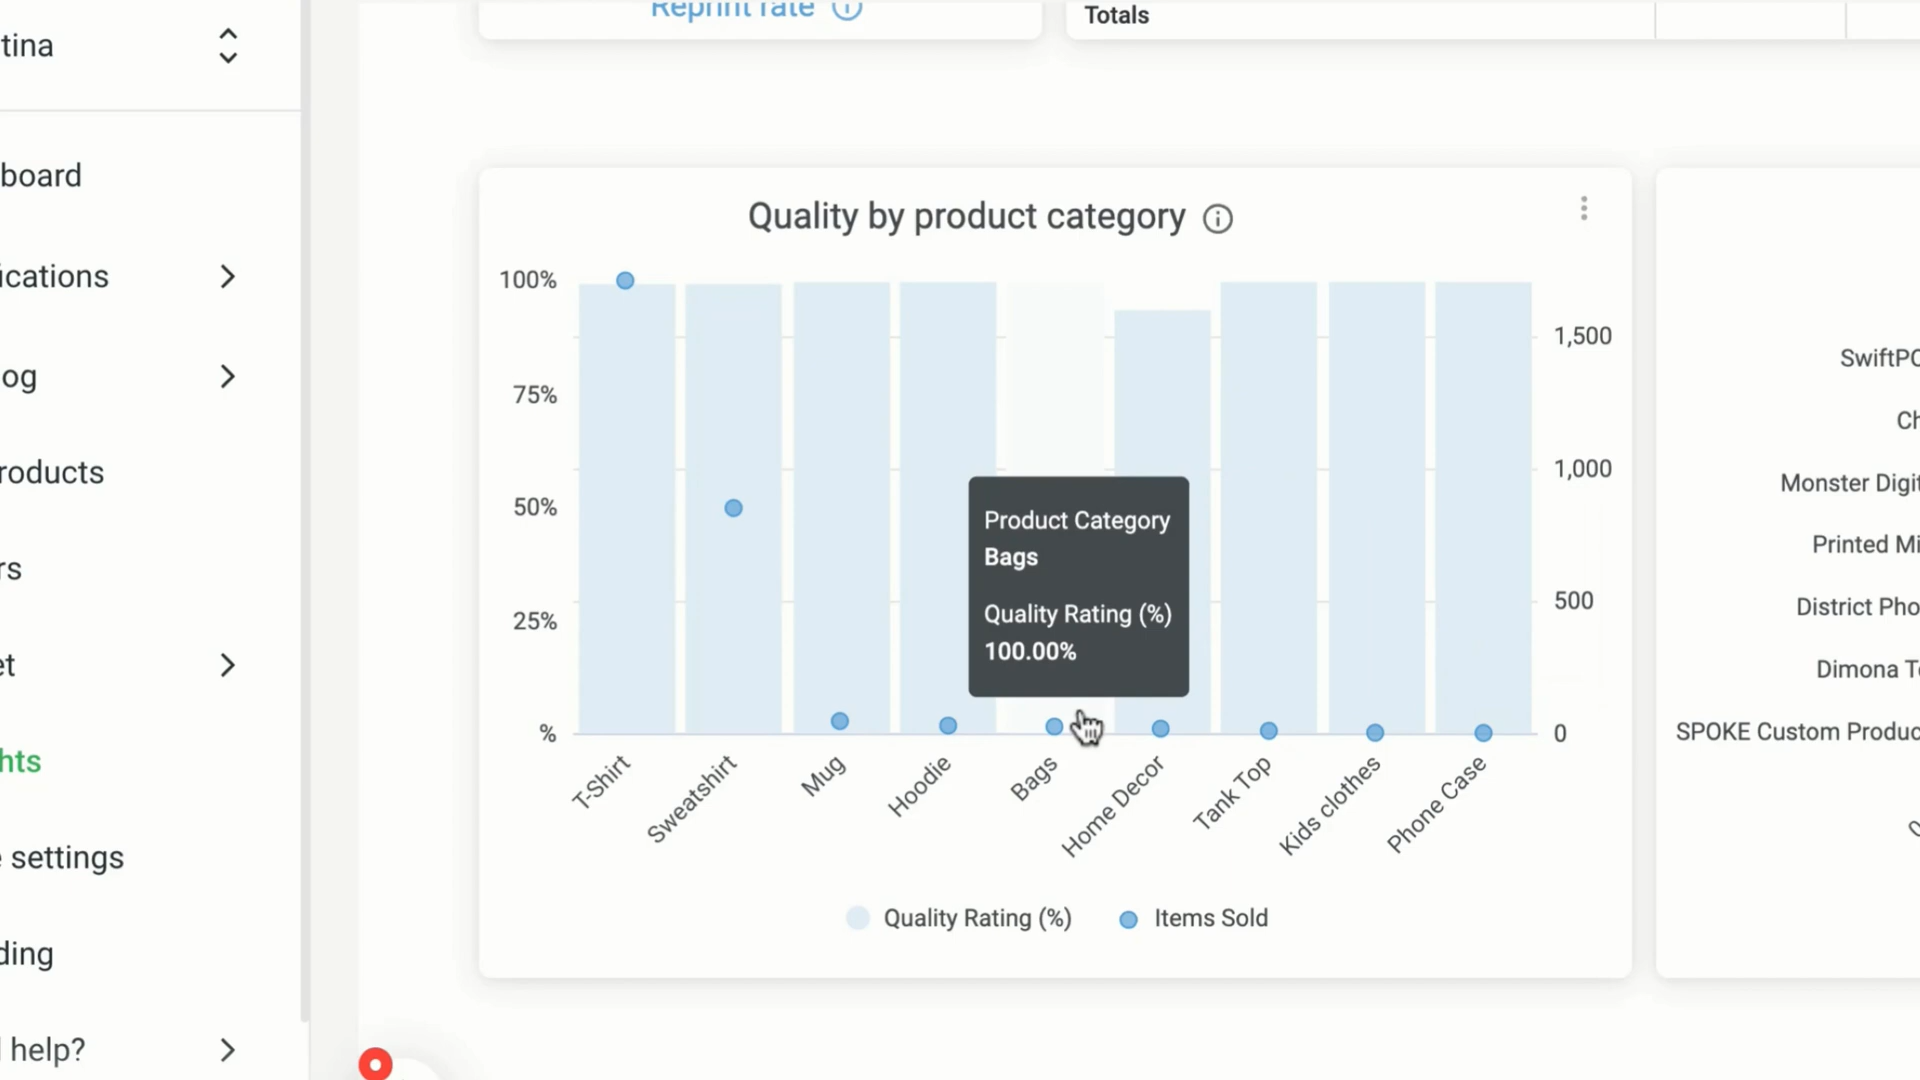 Reprint rate
Totals
tina
board
ications
og
roducts
rs
et
hts
settings
ding
help?
Quality by product category
100%
75%
50%
25%
%
1,500
1,000
500
0
Product Category
Bags
Quality Rating (%)
100.00%
T-Shirt
Sweatshirt
Mug
Hoodie
Bags
Home Decor
Tank Top
Kids clothes
Phone Case
Quality Rating (%)
Items Sold
SwiftPO
Ch
Monster Digit
Printed Mi
District Pho
Dimona Te
SPOKE Custom Produc